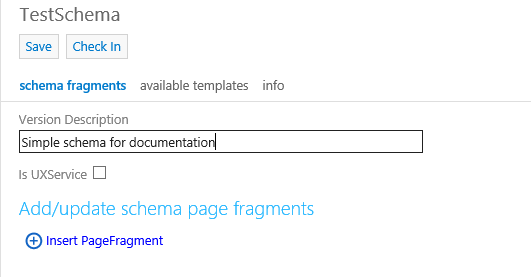 TestSchema
Save Check In
schema fragments available templates info
Version Description
Simple schema for documentation
Is UXService
Add/update schema page fragments
Insert PageFragment